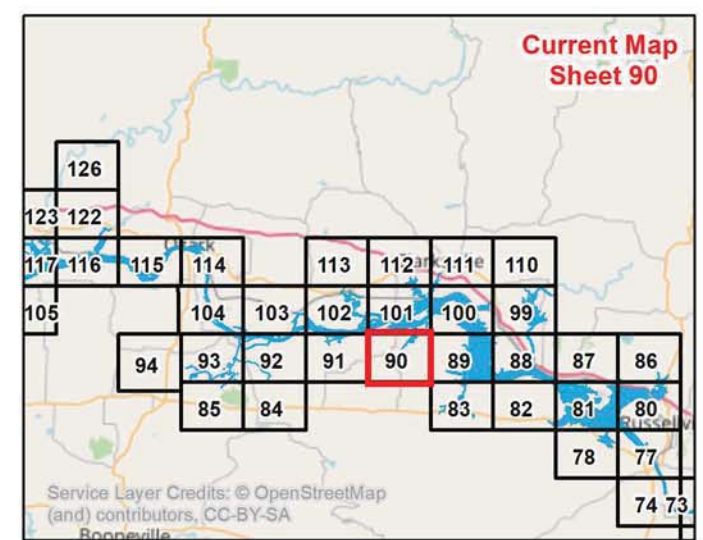 Current Map
Sheet 90
126
123 122
Ozark
117 116 115 114 113 112 111 110
105 104 103 102 101 100 99
94 93 92 91 90 89 88 87 86
85 84 83 82 81 80
78 77
74 73
Service Layer Credits: © OpenStreetMap
(and) contributors, CC-BY-SA
Booneville